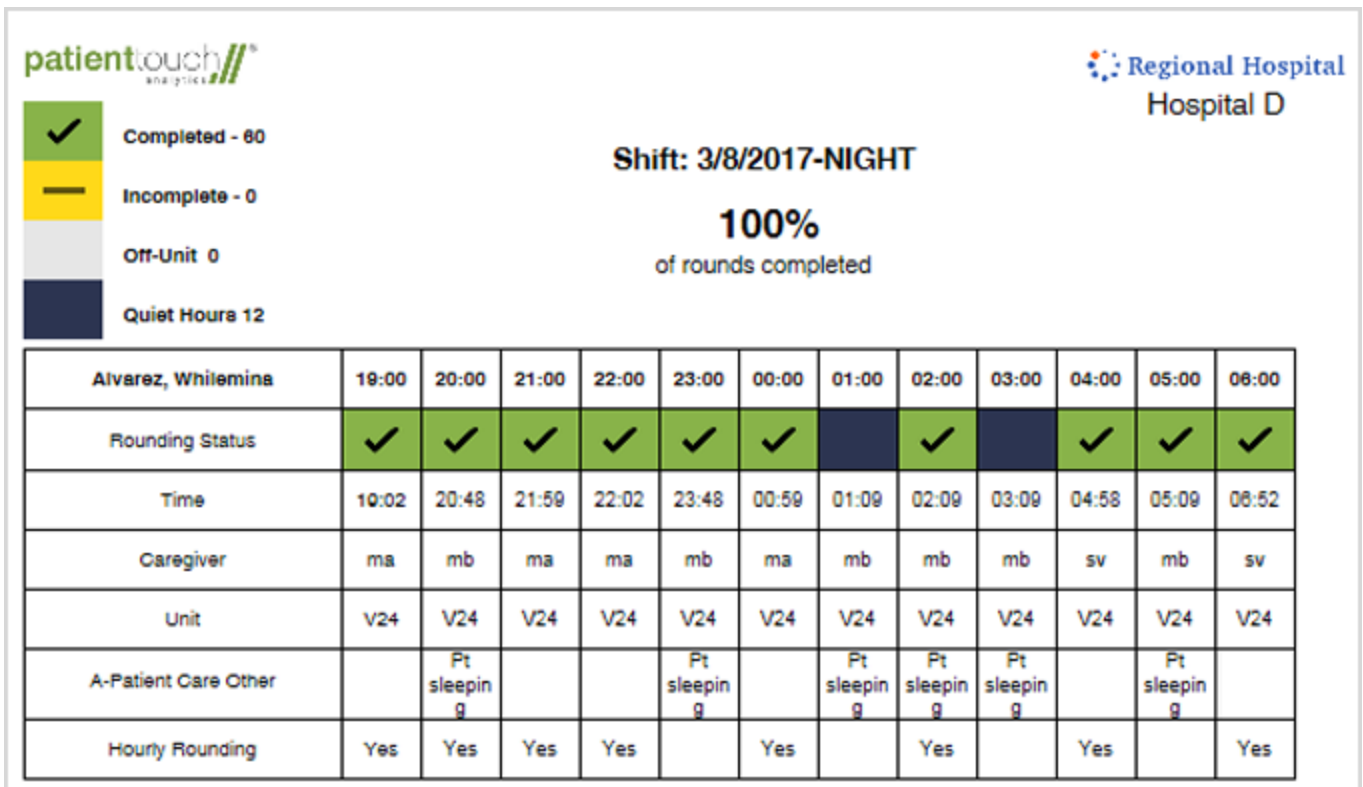 patienttouch®
analytics
Regional Hospital
Hospital D
Completed - 60
Incomplete - 0
Off-Unit 0
Quiet Hours 12
Shift: 3/8/2017-NIGHT
100%
of rounds completed
Alvarez, Whilemina 19:00 20:00 21:00 22:00 23:00 00:00 01:00 02:00 03:00 04:00 05:00 06:00
Rounding Status
Time 19:02 20:48 21:59 22:02 23:48 00:59 01:09 02:09 03:09 04:58 05:09 06:52
Caregiver ma mb ma ma mb ma mb mb mb sv mb sv
Unit V24 V24 V24 V24 V24 V24 V24 V24 V24 V24 V24 V24
A-Patient Care Other Pt sleeping Pt sleeping Pt sleeping Pt sleeping Pt sleeping Pt sleeping
Hourly Rounding Yes Yes Yes Yes Yes Yes Yes Yes